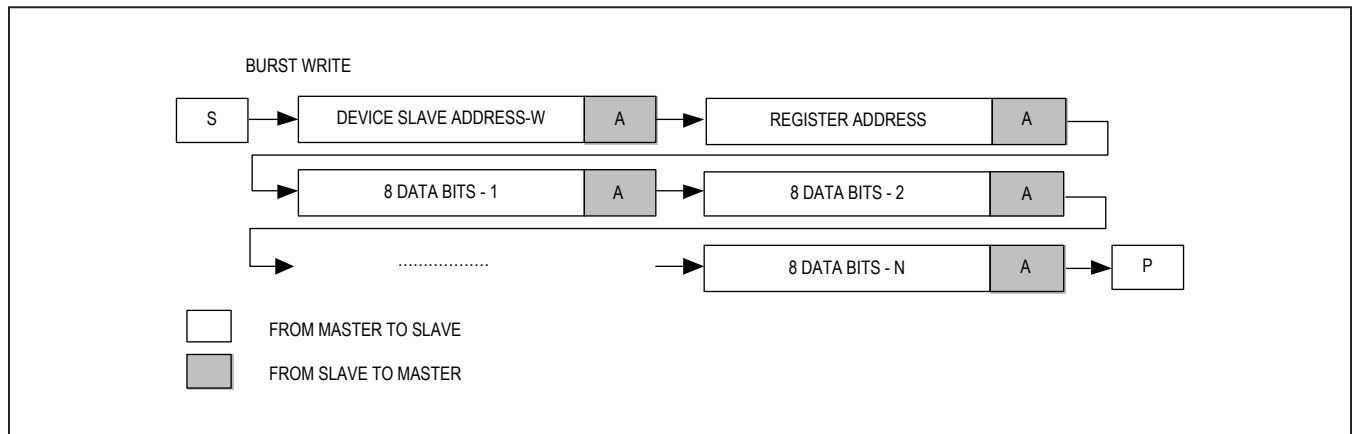 BURST WRITE
S DEVICE SLAVE ADDRESS-W A REGISTER ADDRESS A
8 DATA BITS - 1 A 8 DATA BITS - 2 A
.................. 8 DATA BITS - N A P
FROM MASTER TO SLAVE
FROM SLAVE TO MASTER